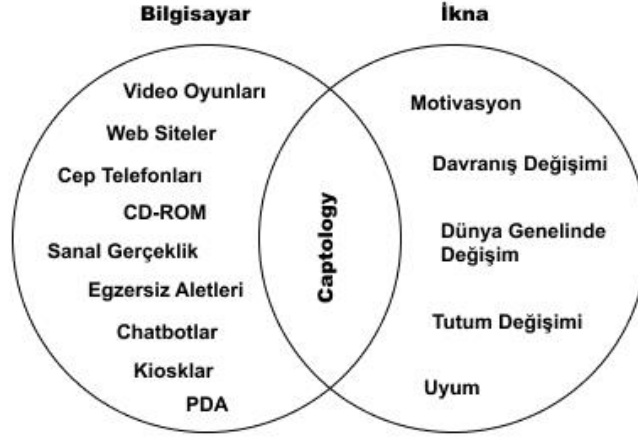 Bilgisayar
İkna
Video Oyunları
Web Siteler
Cep Telefonları
CD-ROM
Sanal Gerçeklik
Egzersiz Aletleri
Chatbotlar
Kiosklar
PDA
Captology
Motivasyon
Davranış Değişimi
Dünya Genelinde
Değişim
Tutum Değişimi
Uyum